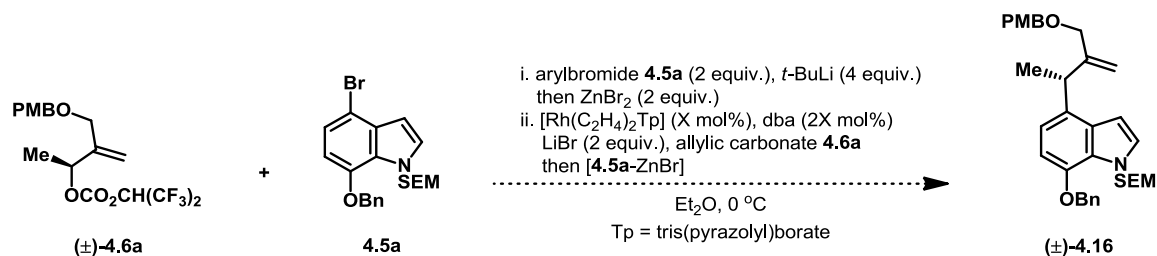 PMBO
Me
OCO₂CH(CF₃)₂
(±)-4.6a
+
Br
N
SEM
OBn
4.5a
i. arylbromide 4.5a (2 equiv.), t-BuLi (4 equiv.)
then ZnBr₂ (2 equiv.)
ii. [Rh(C₂H₄)₂Tp] (X mol%), dba (2X mol%)
LiBr (2 equiv.), allylic carbonate 4.6a
then [4.5a-ZnBr]
Et₂O, 0 °C
Tp = tris(pyrazolyl)borate
PMBO
Me
N
SEM
OBn
(±)-4.16